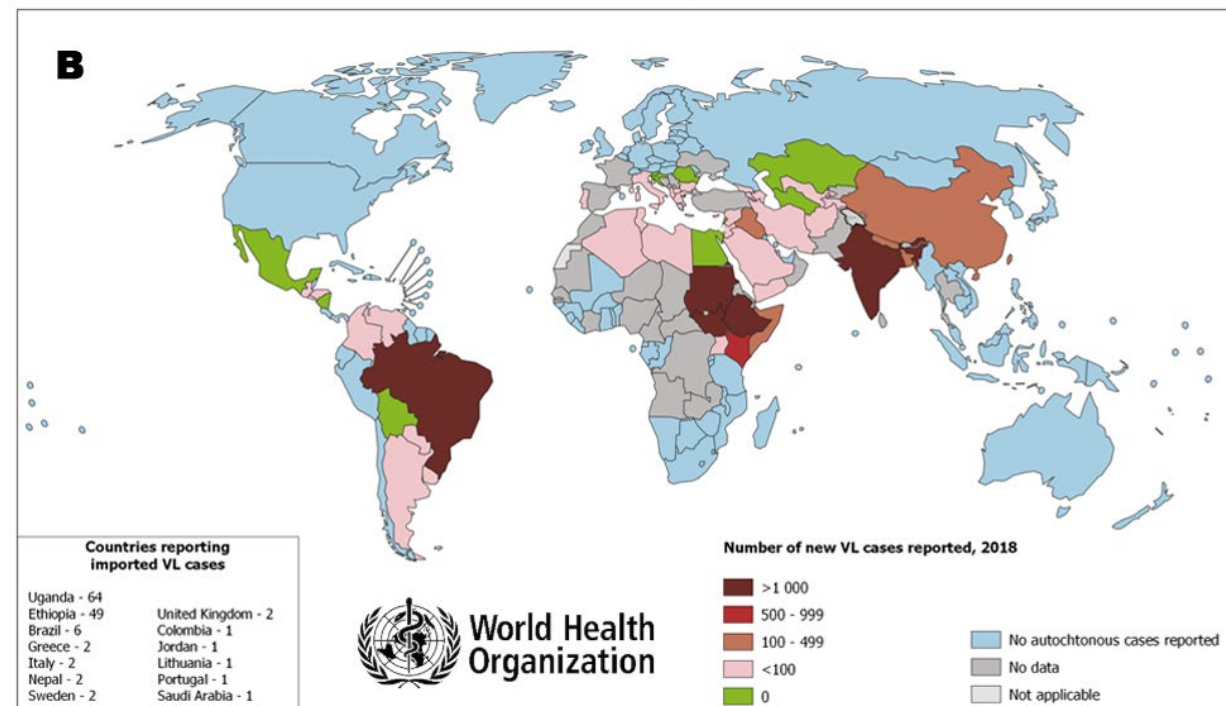 B
Countries reporting
imported VL cases
Uganda - 64
Ethiopia - 49
Brazil - 6
Greece - 2
Italy - 2
Nepal - 2
Sweden - 2
United Kingdom - 2
Colombia - 1
Jordan - 1
Lithuania - 1
Portugal - 1
Saudi Arabia - 1
World Health
Organization
Number of new VL cases reported, 2018
>1 000
500 - 999
100 - 499
<100
0
No autochtonous cases reported
No data
Not applicable